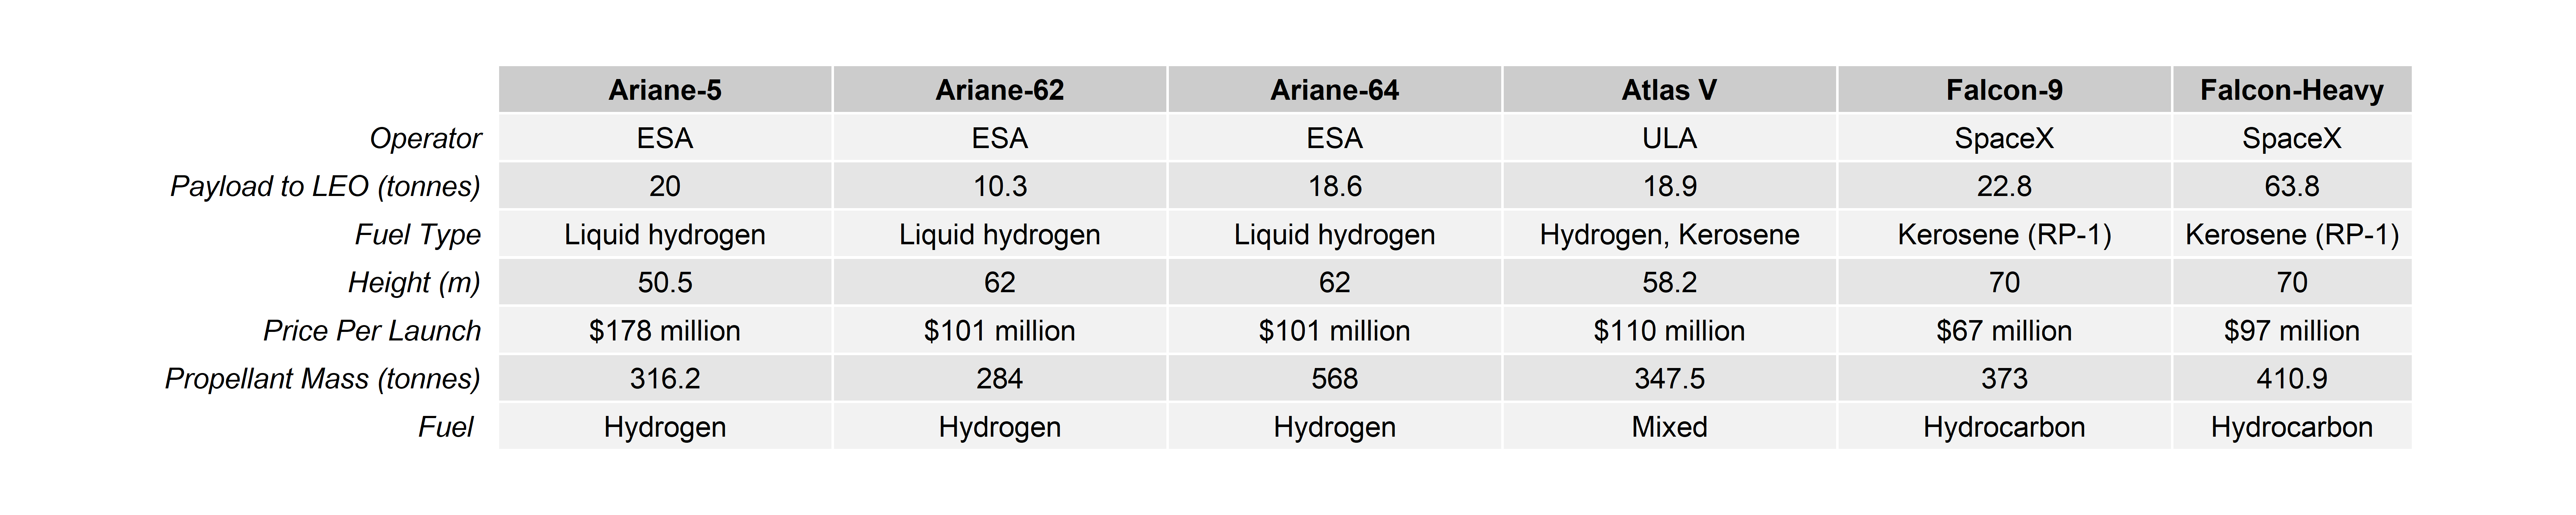 Ariane-5 Ariane-62 Ariane-64 Atlas V Falcon-9 Falcon-Heavy
Operator ESA ESA ESA ULA SpaceX SpaceX
Payload to LEO (tonnes) 20 10.3 18.6 18.9 22.8 63.8
Fuel Type Liquid hydrogen Liquid hydrogen Liquid hydrogen Hydrogen, Kerosene Kerosene (RP-1) Kerosene (RP-1)
Height (m) 50.5 62 62 58.2 70 70
Price Per Launch $178 million $101 million $101 million $110 million $67 million $97 million
Propellant Mass (tonnes) 316.2 284 568 347.5 373 410.9
Fuel Hydrogen Hydrogen Hydrogen Mixed Hydrocarbon Hydrocarbon